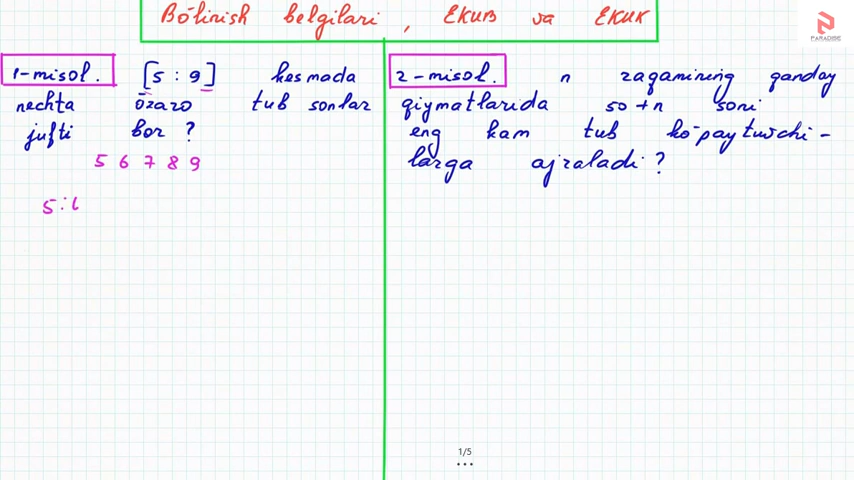 Bo'linish belgilari, EKUB va EKUK
PARADISE
1-misol. [5 : 9] kesmada
nechta o'zaro tub sonlar
jufti bor ?
5 6 7 8 9
5:6
2-misol. n raqamining qanday
qiymatlarida 50+n soni
eng kam tub ko'paytuvchi-
larga ajraladi ?
1/5